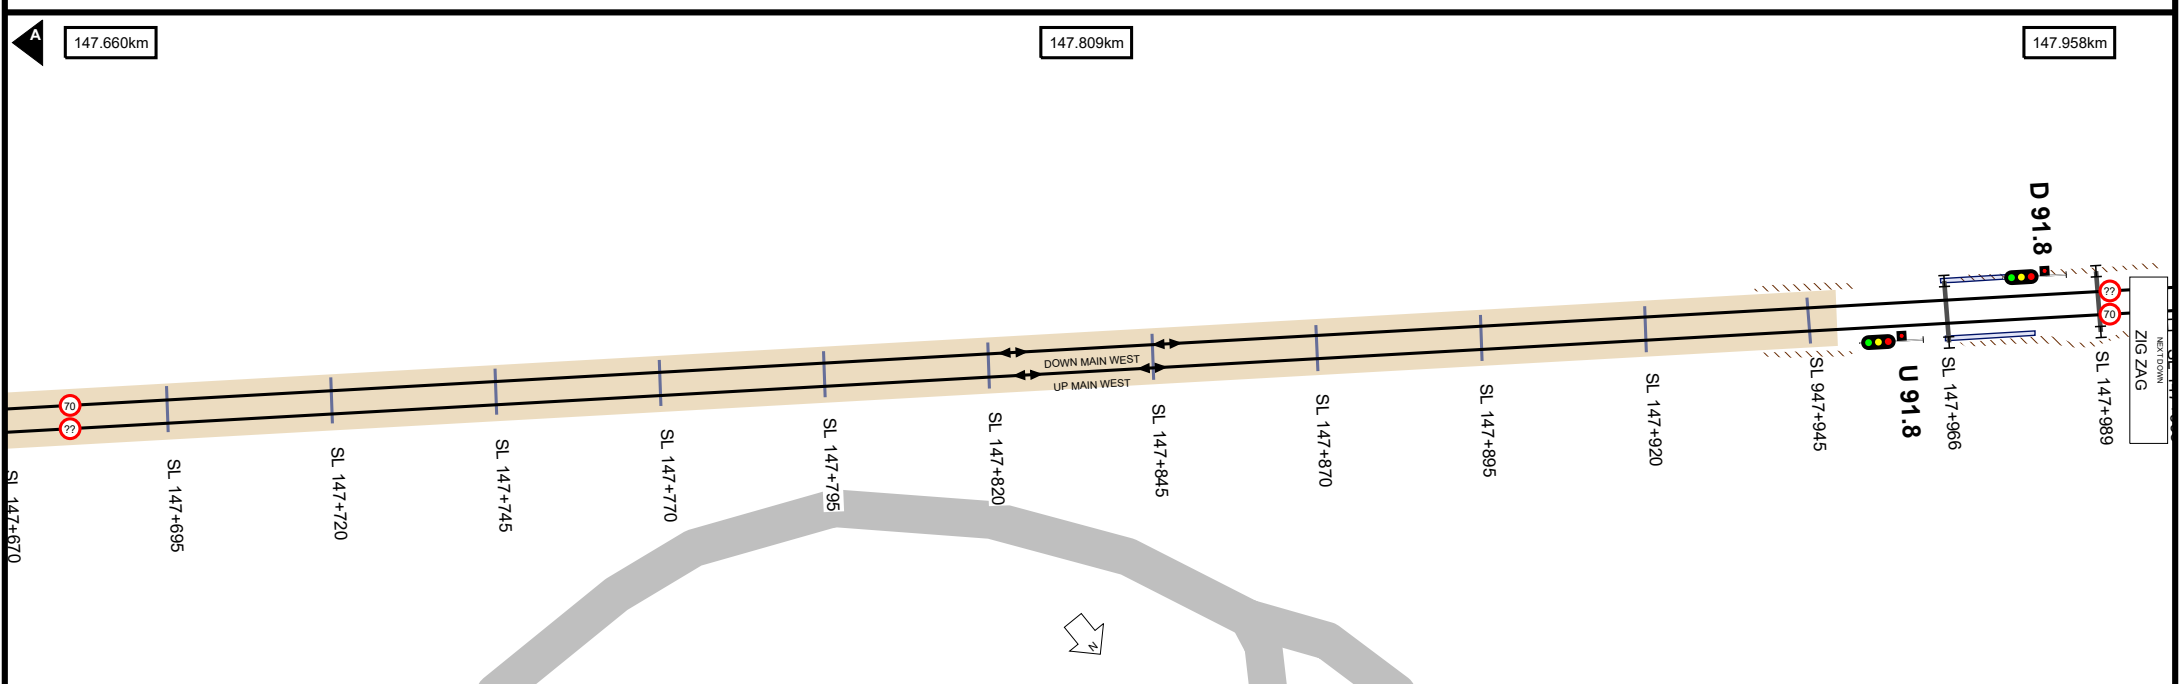 A
147.660km
147.809km
147.958km
D 91.8
U 91.8
DOWN MAIN WEST
UP MAIN WEST
70
??
??
70
ZIG ZAG
NEXT DOWN
SL 147+670
SL 147+695
SL 147+720
SL 147+745
SL 147+770
SL 147+795
SL 147+820
SL 147+845
SL 147+870
SL 147+895
SL 147+920
SL 947+945
SL 147+966
SL 147+989
N